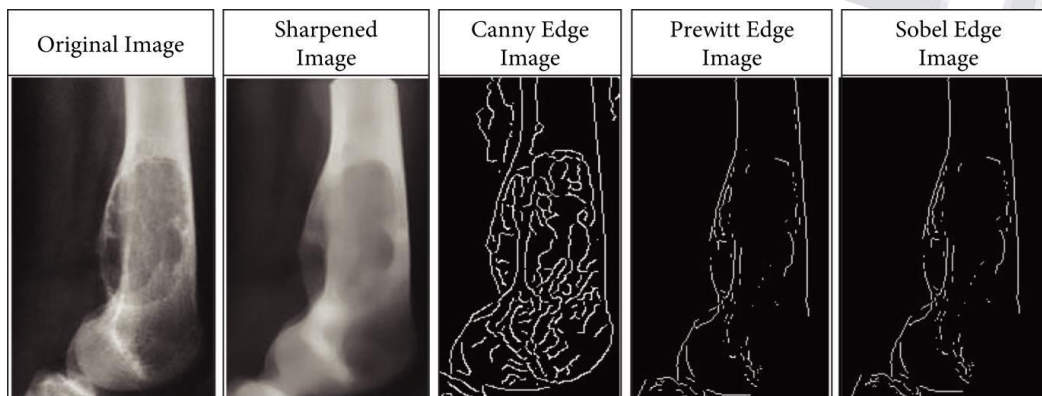 Original Image
Sharpened
Image
Canny Edge
Image
Prewitt Edge
Image
Sobel Edge
Image